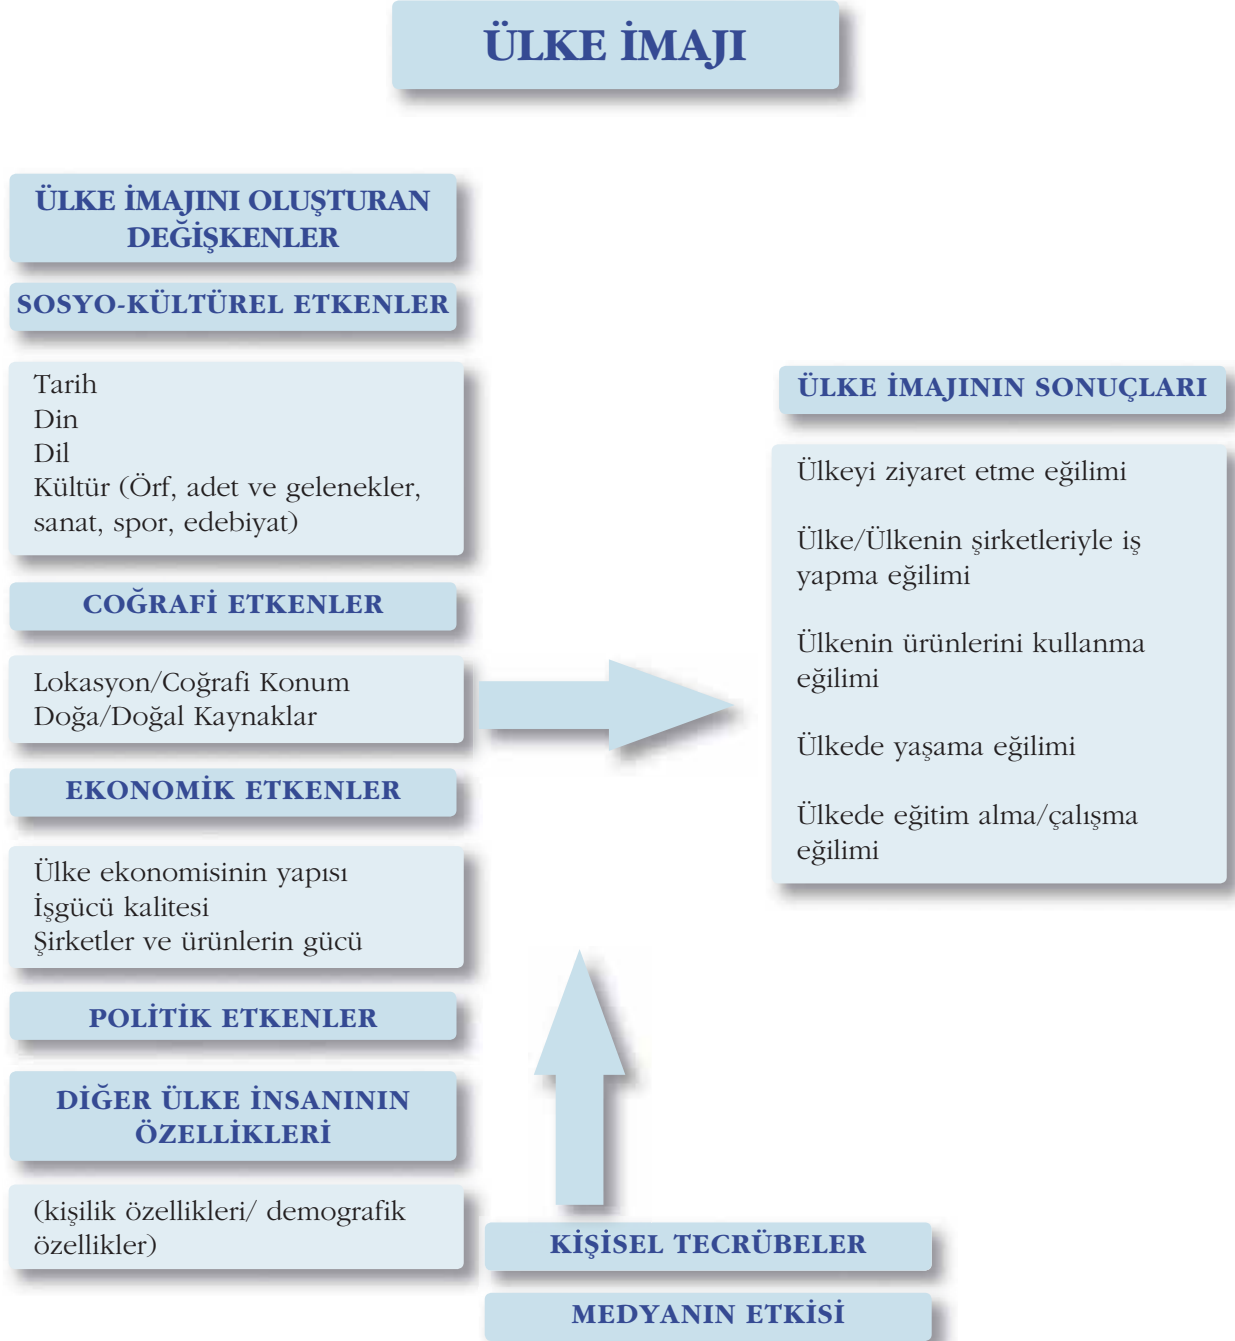 ÜLKE İMAJI
ÜLKE İMAJINI OLUŞTURAN
DEĞİŞKENLER
SOSYO-KÜLTÜREL ETKENLER
Tarih
Din
Dil
Kültür (Örf, adet ve gelenekler,
sanat, spor, edebiyat)
COĞRAFİ ETKENLER
Lokasyon/Coğrafi Konum
Doğa/Doğal Kaynaklar
EKONOMİK ETKENLER
Ülke ekonomisinin yapısı
İşgücü kalitesi
Şirketler ve ürünlerin gücü
POLİTİK ETKENLER
DİĞER ÜLKE İNSANININ
ÖZELLİKLERİ
(kişilik özellikleri/ demografik
özellikler)
KİŞİSEL TECRÜBELER
MEDYANIN ETKİSİ
ÜLKE İMAJININ SONUÇLARI
Ülkeyi ziyaret etme eğilimi
Ülke/Ülkenin şirketleriyle iş
yapma eğilimi
Ülkenin ürünlerini kullanma
eğilimi
Ülkede yaşama eğilimi
Ülkede eğitim alma/çalışma
eğilimi